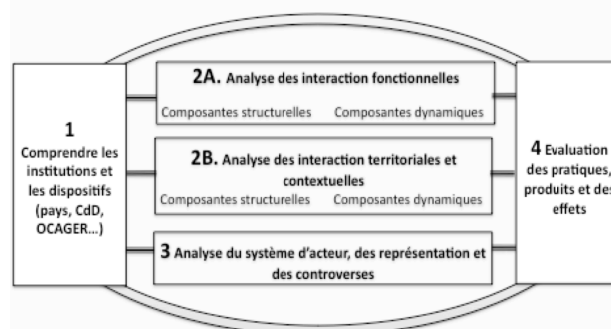 1
Comprendre les
institutions et
les dispositifs
(pays, CdD,
OCAGER...)
2A. Analyse des interaction fonctionnelles
Composantes structurelles Composantes dynamiques
2B. Analyse des interaction territoriales et
contextuelles
Composantes structurelles Composantes dynamiques
3 Analyse du système d'acteur, des représentation et
des controverses
4 Evaluation
des pratiques,
produits et des
effets